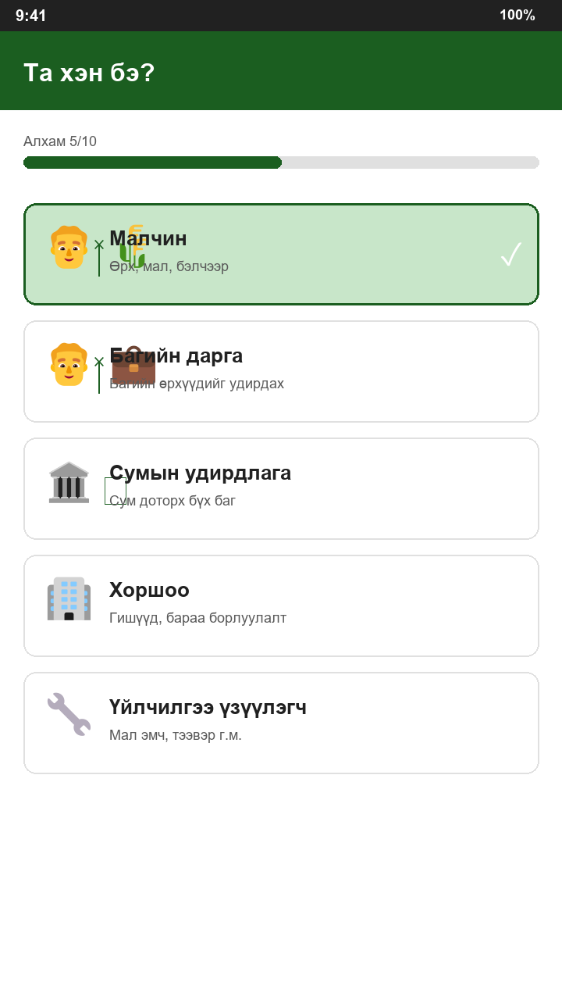 9:41
100%
Та хэн бэ?
Алхам 5/10
Малчин
Өрх, мал, бэлчээр
Багийн дарга
Багийн өрхүүдийг удирдах
Сумын удирдлага
Сум доторх бүх баг
Хоршоо
Гишүүд, бараа борлуулалт
Үйлчилгээ үзүүлэгч
Мал эмч, тээвэр г.м.